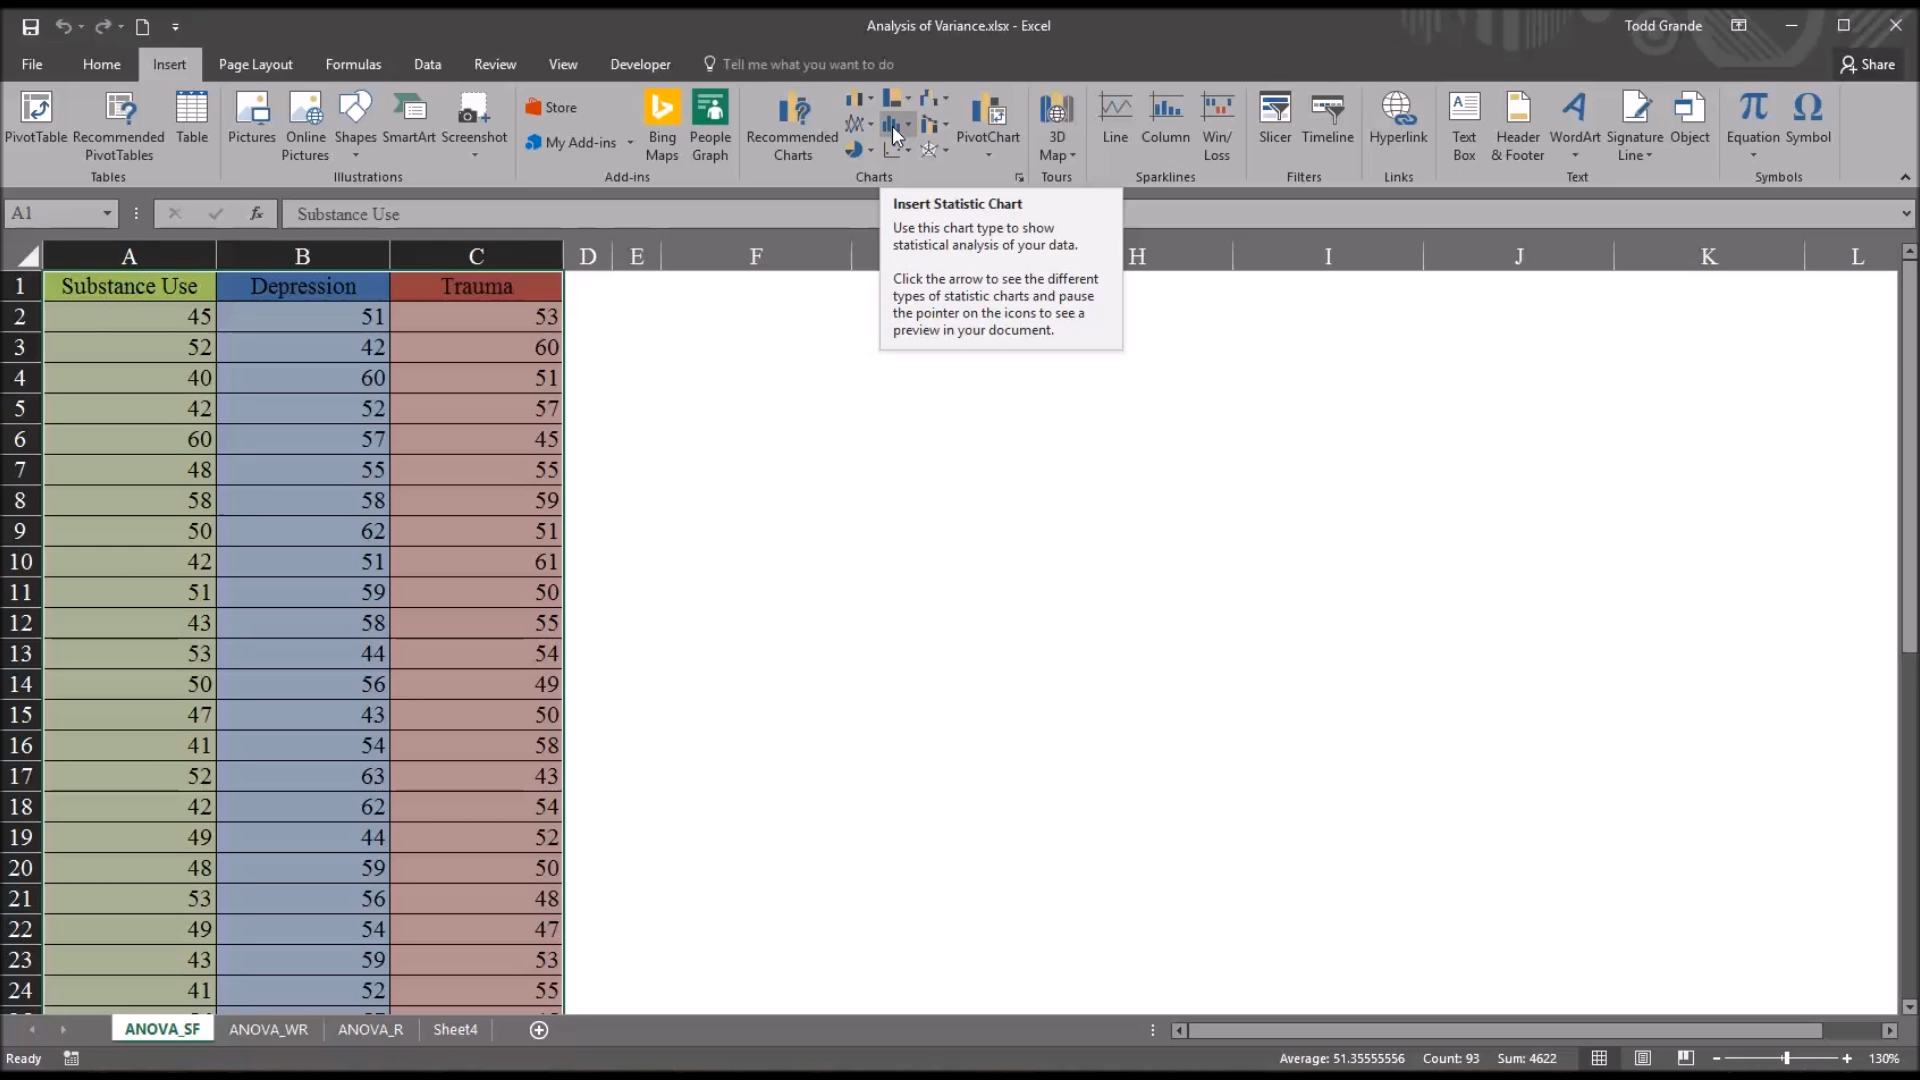 Analysis of Variance.xlsx - Excel
Todd Grande
File Home Insert Page Layout Formulas Data Review View Developer Tell me what you want to do
Share
PivotTable Recommended PivotTables Table
Tables
Pictures Online Pictures Shapes SmartArt Screenshot
Illustrations
Store
My Add-ins
Bing Maps People Graph
Add-ins
Recommended Charts
PivotChart
Charts
3D Map
Tours
Line Column Win/Loss
Sparklines
Slicer Timeline
Filters
Hyperlink
Links
Text Box Header & Footer WordArt Signature Line Object
Text
Equation Symbol
Symbols
A1 fx Substance Use
Insert Statistic Chart
Use this chart type to show
statistical analysis of your data.
Click the arrow to see the different
types of statistic charts and pause
the pointer on the icons to see a
preview in your document.
A B C D E F H I J K L
1 Substance Use Depression Trauma
2 45 51 53
3 52 42 60
4 40 60 51
5 42 52 57
6 60 57 45
7 48 55 55
8 58 58 59
9 50 62 51
10 42 51 61
11 51 59 50
12 43 58 55
13 53 44 54
14 50 56 49
15 47 43 50
16 41 54 58
17 52 63 43
18 42 62 54
19 49 44 52
20 48 59 50
21 53 56 48
22 49 54 47
23 43 59 53
24 41 52 55
ANOVA_SF ANOVA_WR ANOVA_R Sheet4
Ready
Average: 51.35555556 Count: 93 Sum: 4622
130%